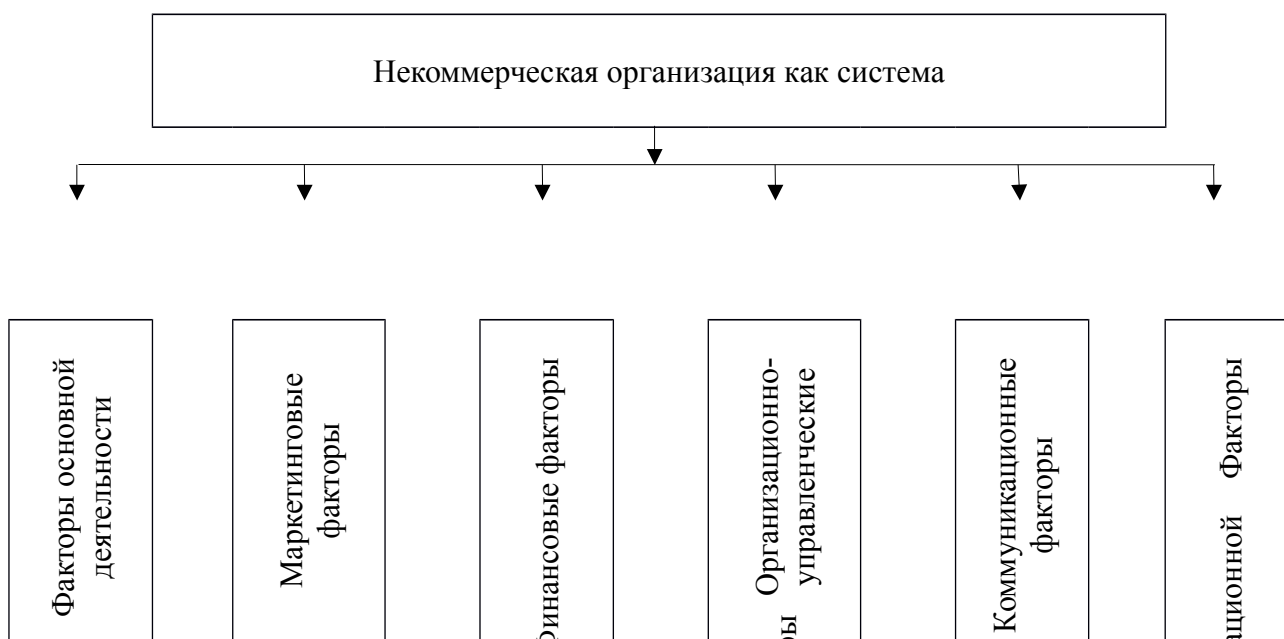 Некоммерческая организация как система
Факторы основной
деятельности
Маркетинговые
факторы
Финансовые факторы
Организационно-
управленческие
Коммуникационные
факторы
Факторы